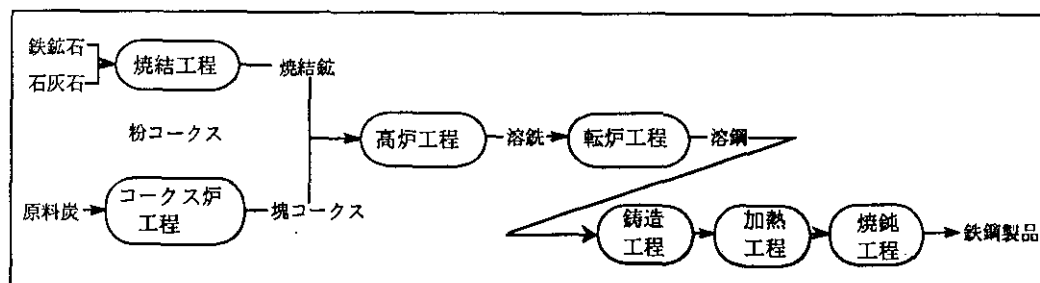 鉄鉱石
石灰石
焼結工程
焼結鉱
粉コークス
高炉工程
溶銑
転炉工程
溶鋼
原料炭
コークス炉
工程
塊コークス
鋳造
工程
加熱
工程
焼鈍
工程
鉄鋼製品